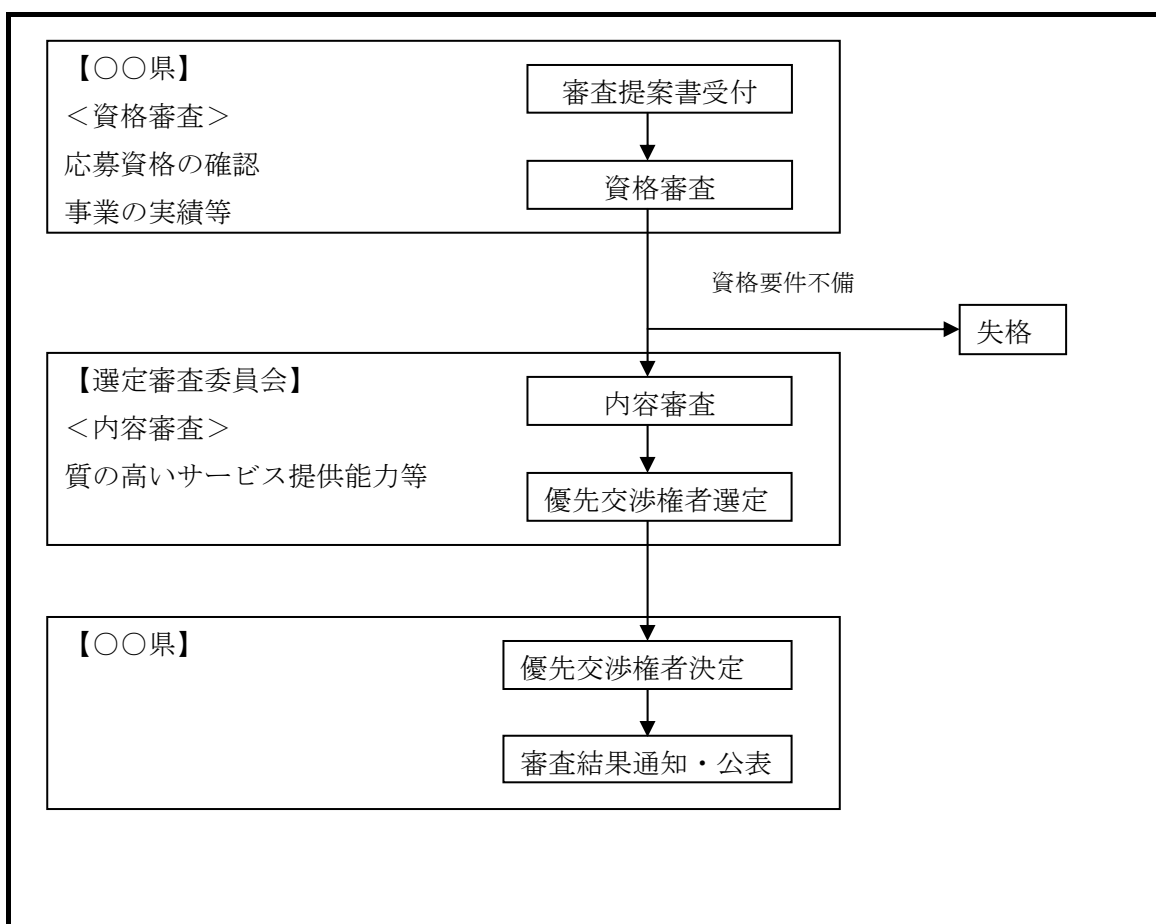 【○○県】
審査提案書受付
＜資格審査＞
応募資格の確認
資格審査
事業の実績等
資格要件不備
失格
【選定審査委員会】
内容審査
＜内容審査＞
質の高いサービス提供能力等
優先交渉権者選定
【○○県】
優先交渉権者決定
審査結果通知・公表